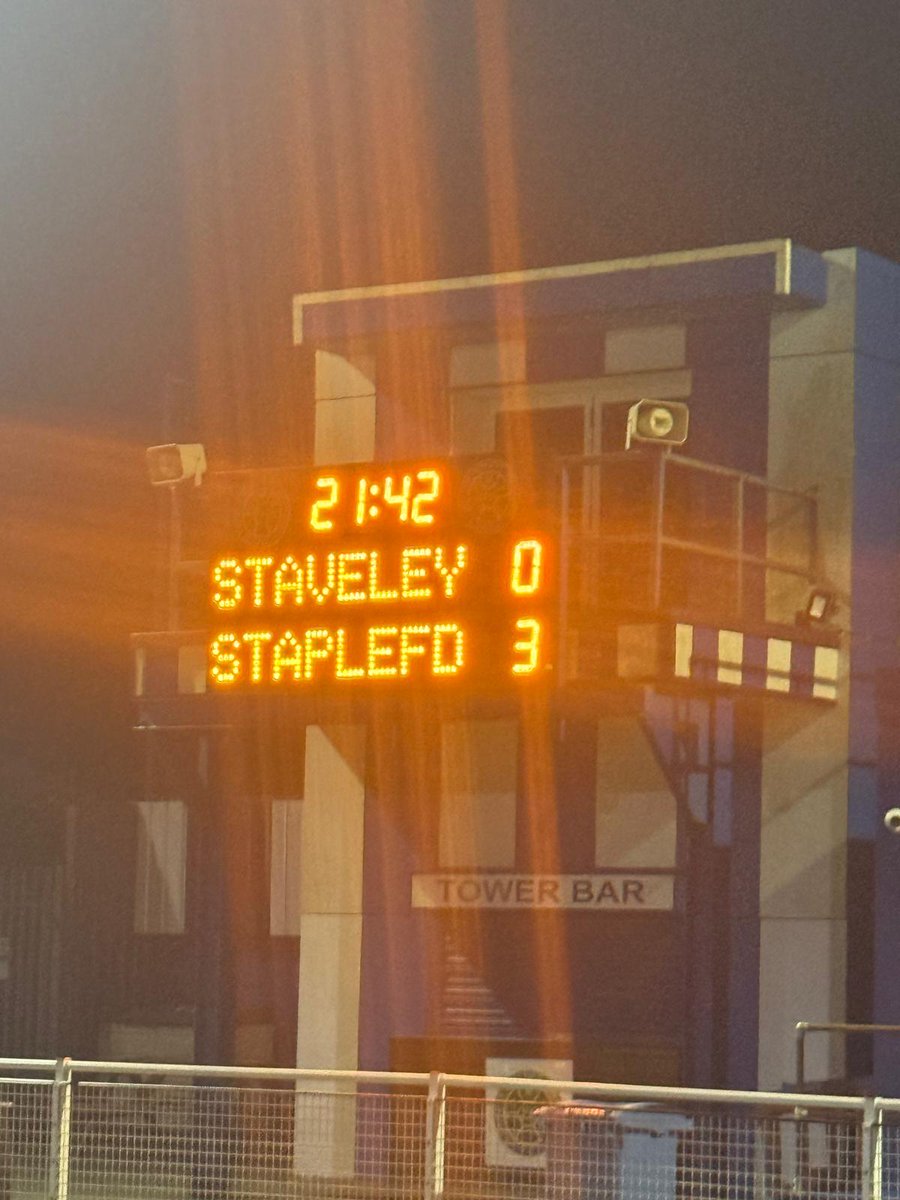 21:42
STAVELEY 0
STAPLEFD 3
TOWER BAR